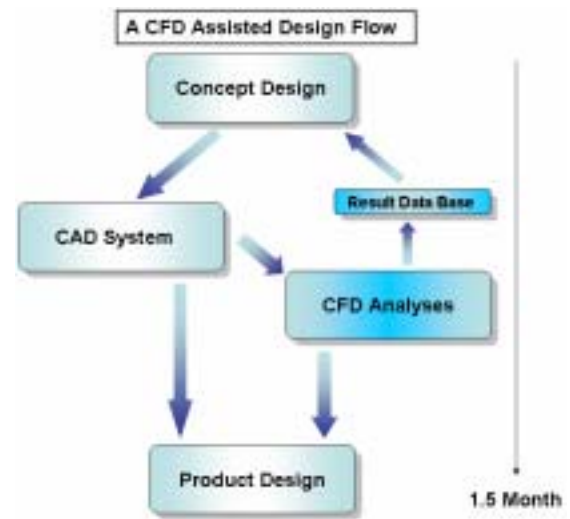 A CFD Assisted Design Flow
Concept Design
Result Data Base
CAD System
CFD Analyses
Product Design
1.5 Month